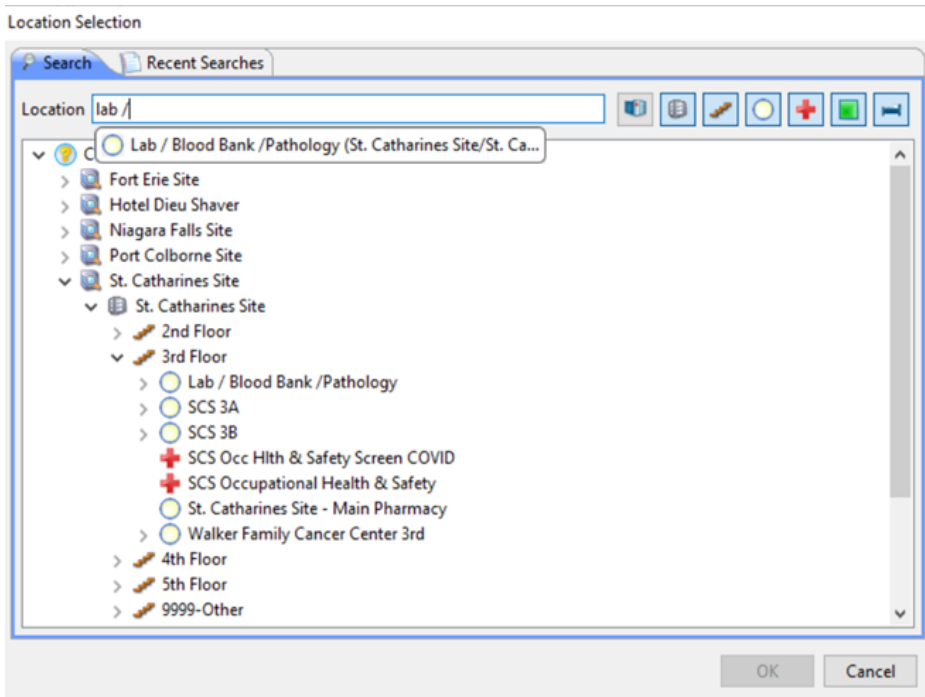 Location Selection
Search Recent Searches
Location lab /
Lab / Blood Bank /Pathology (St. Catharines Site/St. Ca...
Fort Erie Site
Hotel Dieu Shaver
Niagara Falls Site
Port Colborne Site
St. Catharines Site
St. Catharines Site
2nd Floor
3rd Floor
Lab / Blood Bank /Pathology
SCS 3A
SCS 3B
SCS Occ Hlth & Safety Screen COVID
SCS Occupational Health & Safety
St. Catharines Site - Main Pharmacy
Walker Family Cancer Center 3rd
4th Floor
5th Floor
9999-Other
OK Cancel